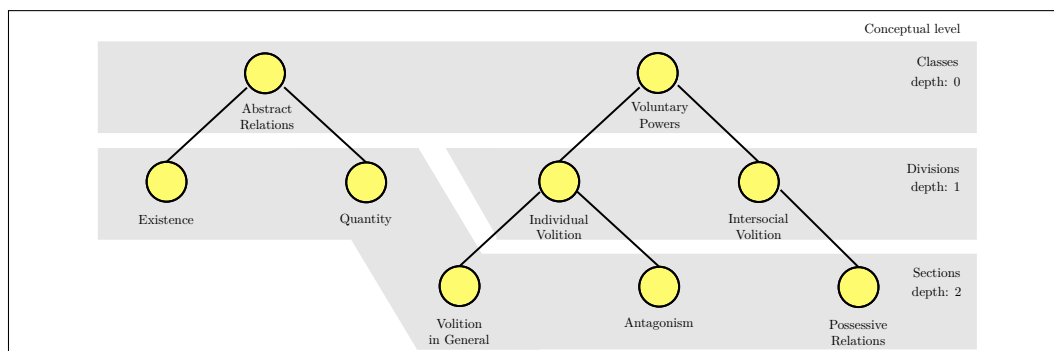 Conceptual level
Classes
depth: 0
Abstract
Relations
Voluntary
Powers
Divisions
depth: 1
Existence
Quantity
Individual
Volition
Intersocial
Volition
Sections
depth: 2
Volition
in General
Antagonism
Possessive
Relations